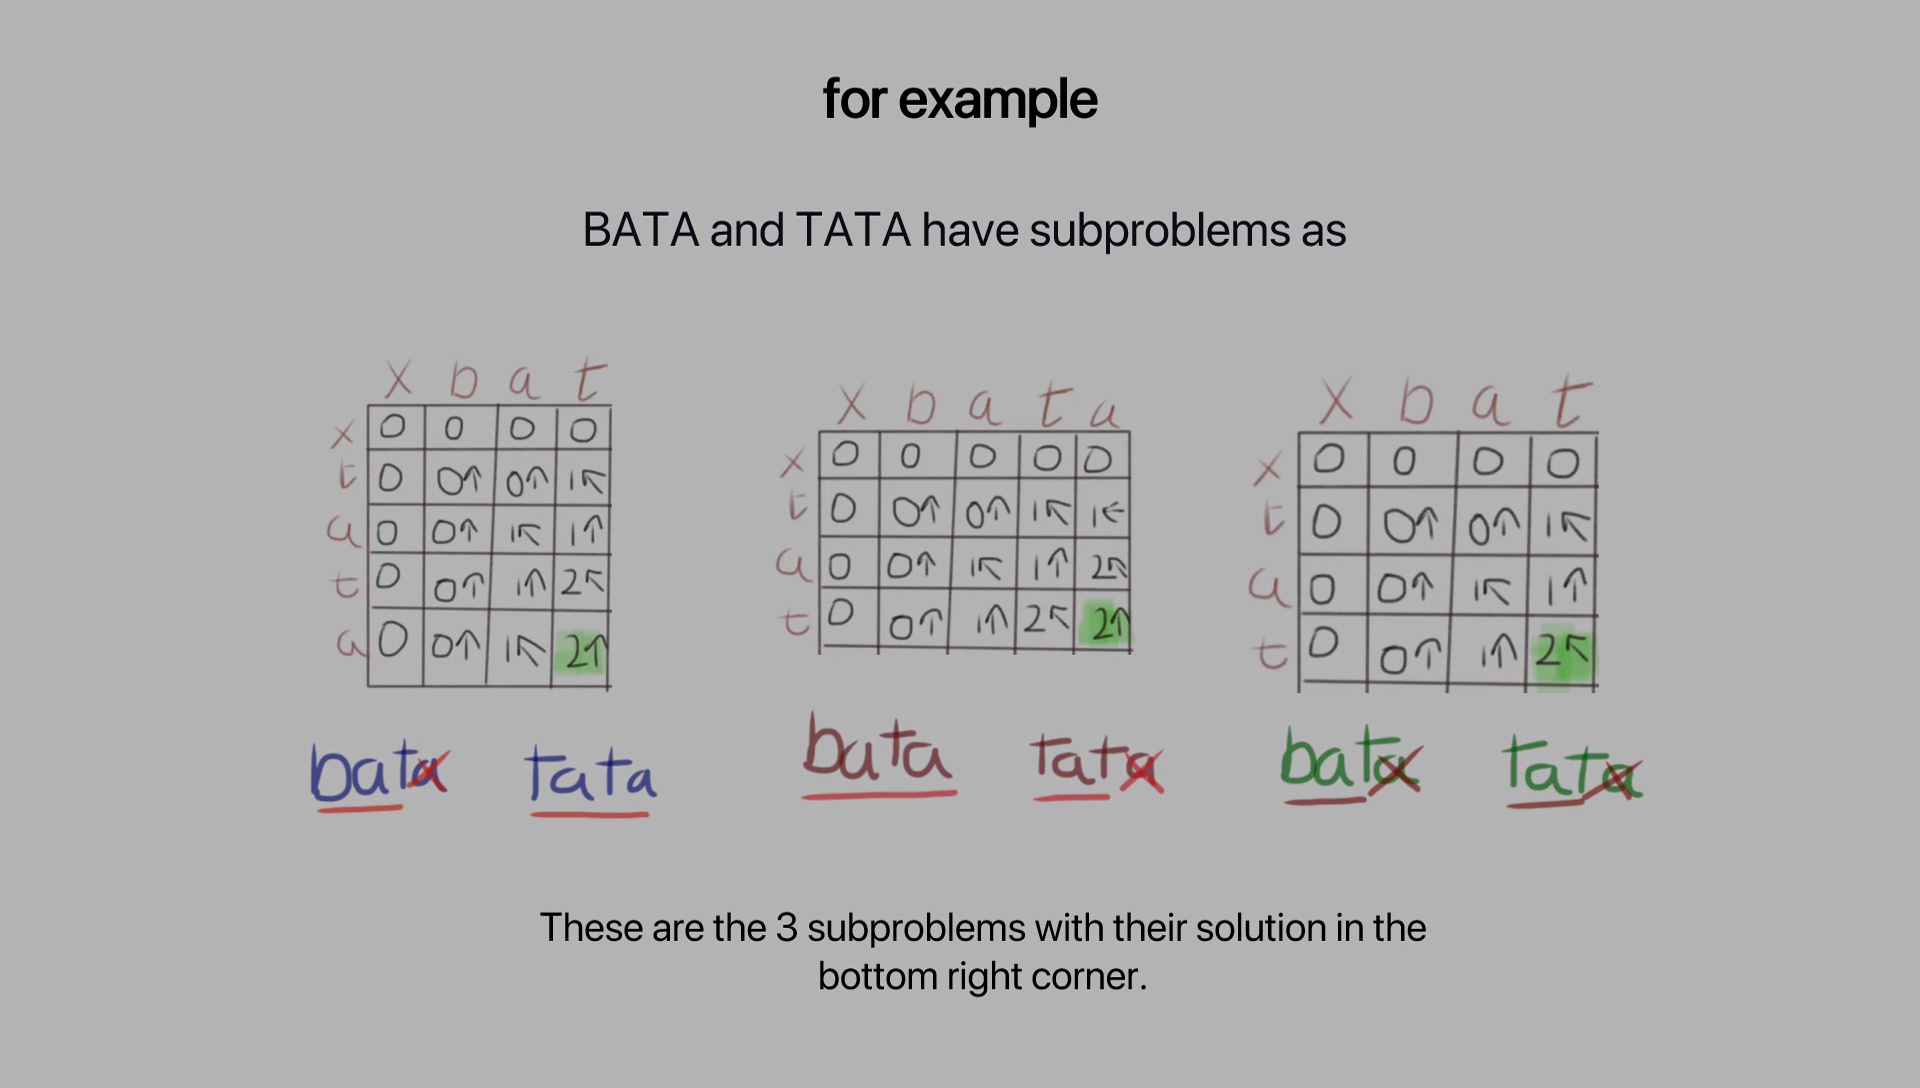 for example
BATA and TATA have subproblems as
x b a t
x 0 0 0 0
t 0 0↑ 0↑ 1↖
a 0 0↑ 1↖ 1↑
t 0 0↑ 1↑ 2↖
a 0 0↑ 1↖ 2↑
bata tata
x b a t a
x 0 0 0 0 0
t 0 0↑ 0↑ 1↖ 1←
a 0 0↑ 1↖ 1↑ 2↖
t 0 0↑ 1↑ 2↖ 2↑
bata tata
x b a t
x 0 0 0 0
t 0 0↑ 0↑ 1↖
a 0 0↑ 1↖ 1↑
t 0 0↑ 1↑ 2↖
bata tata
These are the 3 subproblems with their solution in the
bottom right corner.